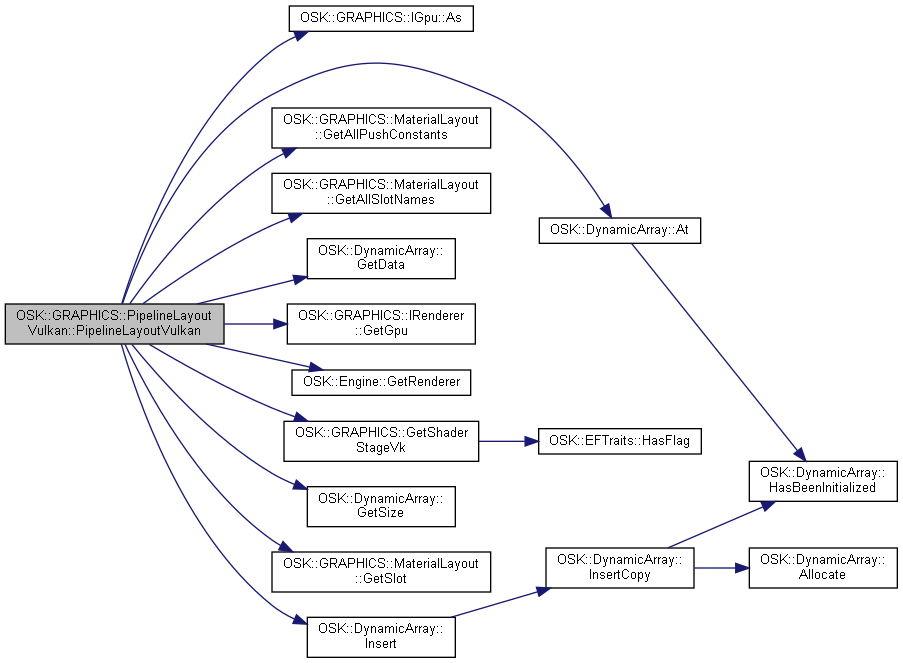 OSK::GRAPHICS::IGpu::As
OSK::GRAPHICS::MaterialLayout
::GetAllPushConstants
OSK::GRAPHICS::MaterialLayout
::GetAllSlotNames
OSK::DynamicArray::At
OSK::DynamicArray::
GetData
OSK::GRAPHICS::PipelineLayout
Vulkan::PipelineLayoutVulkan
OSK::GRAPHICS::IRenderer
::GetGpu
OSK::Engine::GetRenderer
OSK::GRAPHICS::GetShader
StageVk
OSK::EFTraits::HasFlag
OSK::DynamicArray::
HasBeenInitialized
OSK::DynamicArray::
GetSize
OSK::GRAPHICS::MaterialLayout
::GetSlot
OSK::DynamicArray::
InsertCopy
OSK::DynamicArray::
Allocate
OSK::DynamicArray::
Insert